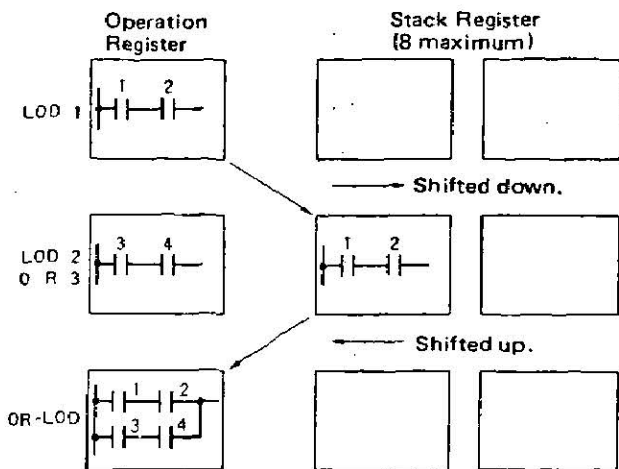 Operation Register
Stack Register
(8 maximum)
LOD 1
1 2
Shifted down.
LOD 2
O R 3
3 4
1 2
Shifted up.
OR-LOD
1 2
3 4